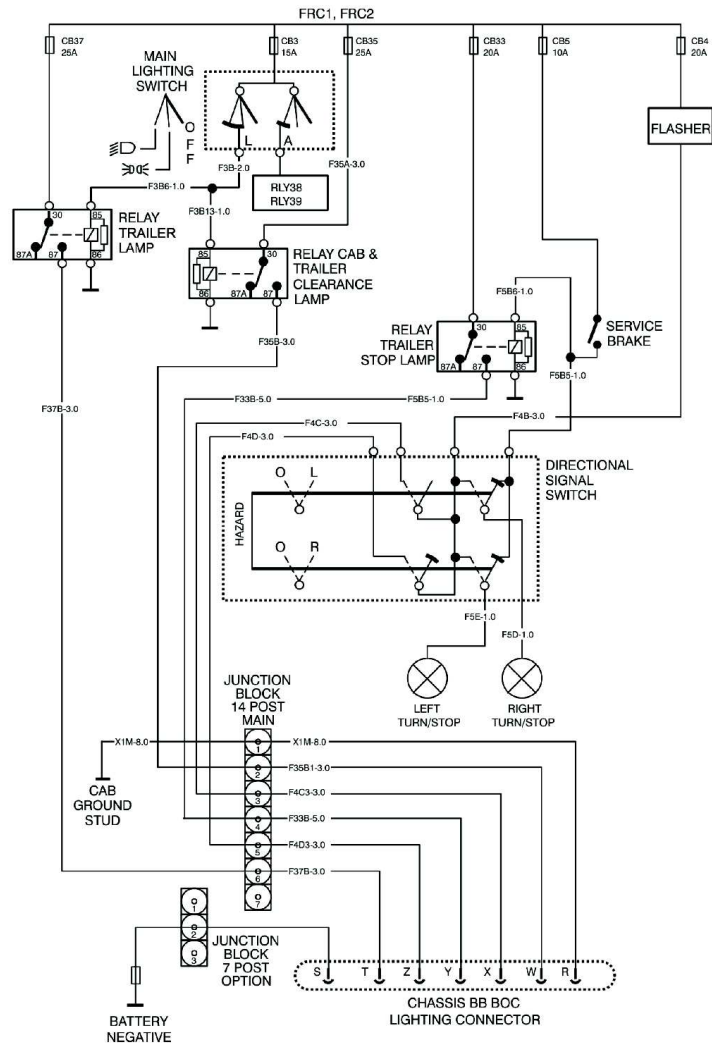 FRC1, FRC2
CB37
25A
CB3
15A
CB35
25A
CB33
20A
CB5
10A
CB4
20A
MAIN
LIGHTING
SWITCH
O
F
F
L
A
FLASHER
F3B-2.0
F35A-3.0
RLY38
RLY39
F3B6-1.0
F3B13-1.0
30
85
87A
87
86
RELAY
TRAILER
LAMP
85
30
86
87A
87
RELAY CAB &
TRAILER
CLEARANCE
LAMP
F5B6-1.0
30
85
87A
87
86
RELAY
TRAILER
STOP LAMP
SERVICE
BRAKE
F35B-3.0
F5B5-1.0
F37B-3.0
F33B-5.0
F5B5-1.0
F4C-3.0
F4B-3.0
F4D-3.0
DIRECTIONAL
SIGNAL
SWITCH
HAZARD
O
L
O
R
F5E-1.0
F5D-1.0
LEFT
TURN/STOP
RIGHT
TURN/STOP
JUNCTION
BLOCK
14 POST
MAIN
X1M-8.0
1
X1M-8.0
2
F35B1-3.0
CAB
GROUND
STUD
3
F4C3-3.0
4
F33B-5.0
5
F4D3-3.0
6
F37B-3.0
7
1
2
3
JUNCTION
BLOCK
7 POST
OPTION
S T Z Y X W R
CHASSIS BB BOC
LIGHTING CONNECTOR
BATTERY
NEGATIVE